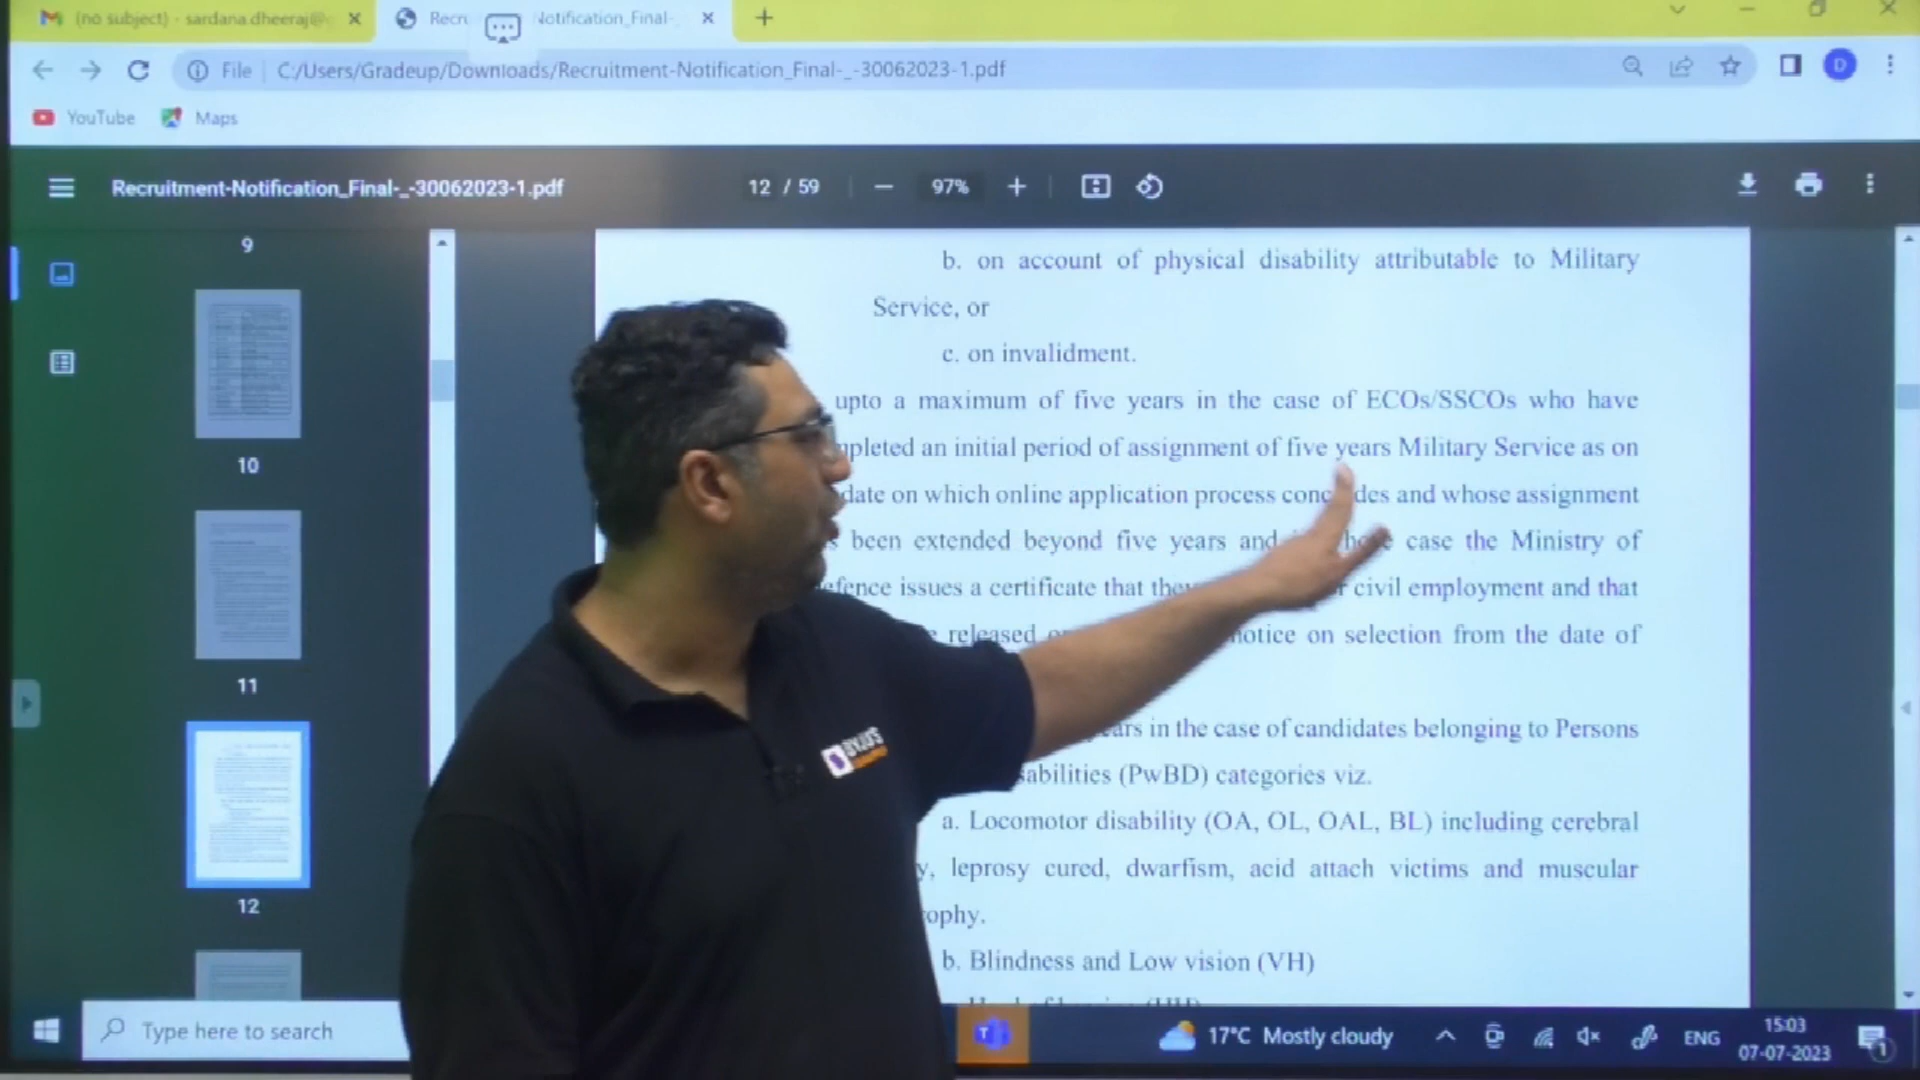 (no subject) - sardana.dheeraj@
Recru
Notification_Final-
File
C:/Users/Gradeup/Downloads/Recruitment-Notification_Final-_-30062023-1.pdf
D
YouTube
Maps
Recruitment-Notification_Final-_-30062023-1.pdf
12 / 59
97%
9
10
11
12
b. on account of physical disability attributable to Military
Service, or
c. on invalidment.
upto a maximum of five years in the case of ECOs/SSCOs who have
pleted an initial period of assignment of five years Military Service as on
date on which online application process conc des and whose assignment
been extended beyond five years and case the Ministry of
efence issues a certificate that they civil employment and that
released notice on selection from the date of
ars in the case of candidates belonging to Persons
sabilities (PwBD) categories viz.
a. Locomotor disability (OA, OL, OAL, BL) including cerebral
y, leprosy cured, dwarfism, acid attach victims and muscular
ophy.
b. Blindness and Low vision (VH)
BYJU'S
Type here to search
T
17°C Mostly cloudy
ENG
15:03
07-07-2023
1